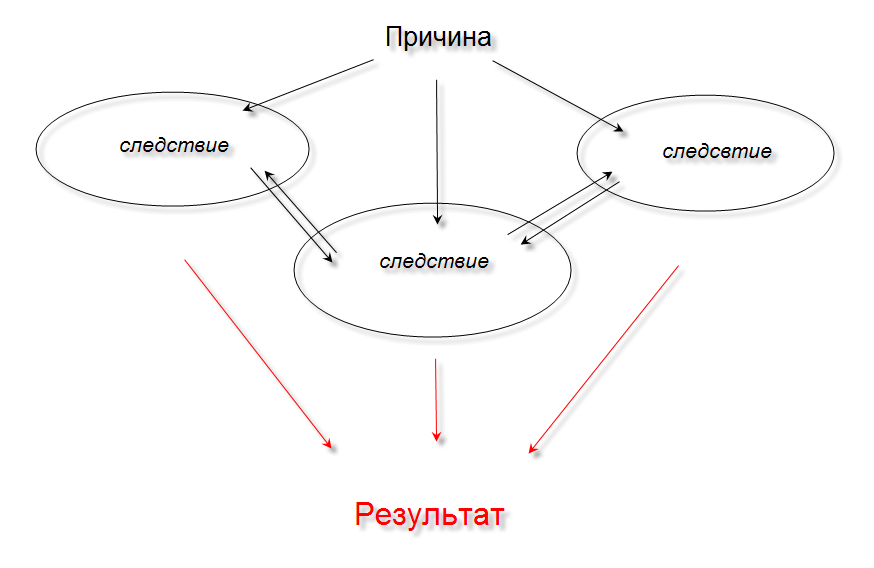 Причина
следствие
следсвтие
следствие
Результат